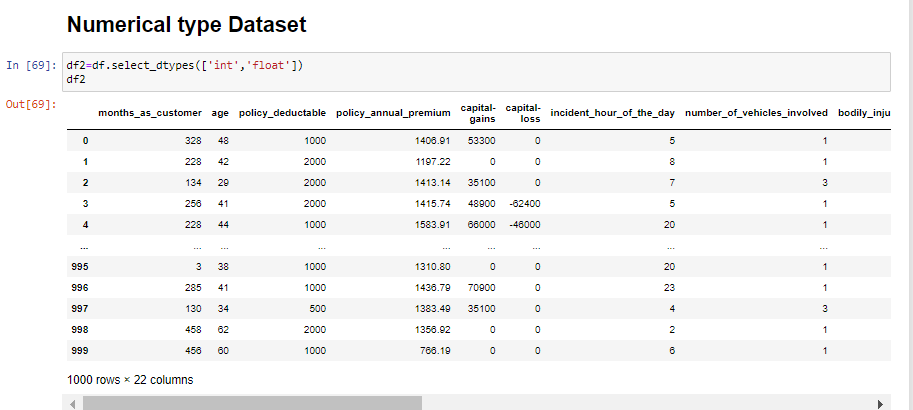 Numerical type Dataset
In [69]: df2=df.select_dtypes(['int','float'])
df2
Out[69]:
months_as_customer age policy_deductable policy_annual_premium capital-gains capital-loss incident_hour_of_the_day number_of_vehicles_involved bodily_inju
0 328 48 1000 1406.91 53300 0 5 1
1 228 42 2000 1197.22 0 0 8 1
2 134 29 2000 1413.14 35100 0 7 3
3 256 41 2000 1415.74 48900 -62400 5 1
4 228 44 1000 1583.91 66000 -46000 20 1
... ... ... ... ... ... ... ... ...
995 3 38 1000 1310.80 0 0 20 1
996 285 41 1000 1436.79 70900 0 23 1
997 130 34 500 1383.49 35100 0 4 3
998 458 62 2000 1356.92 0 0 2 1
999 456 60 1000 766.19 0 0 6 1
1000 rows × 22 columns